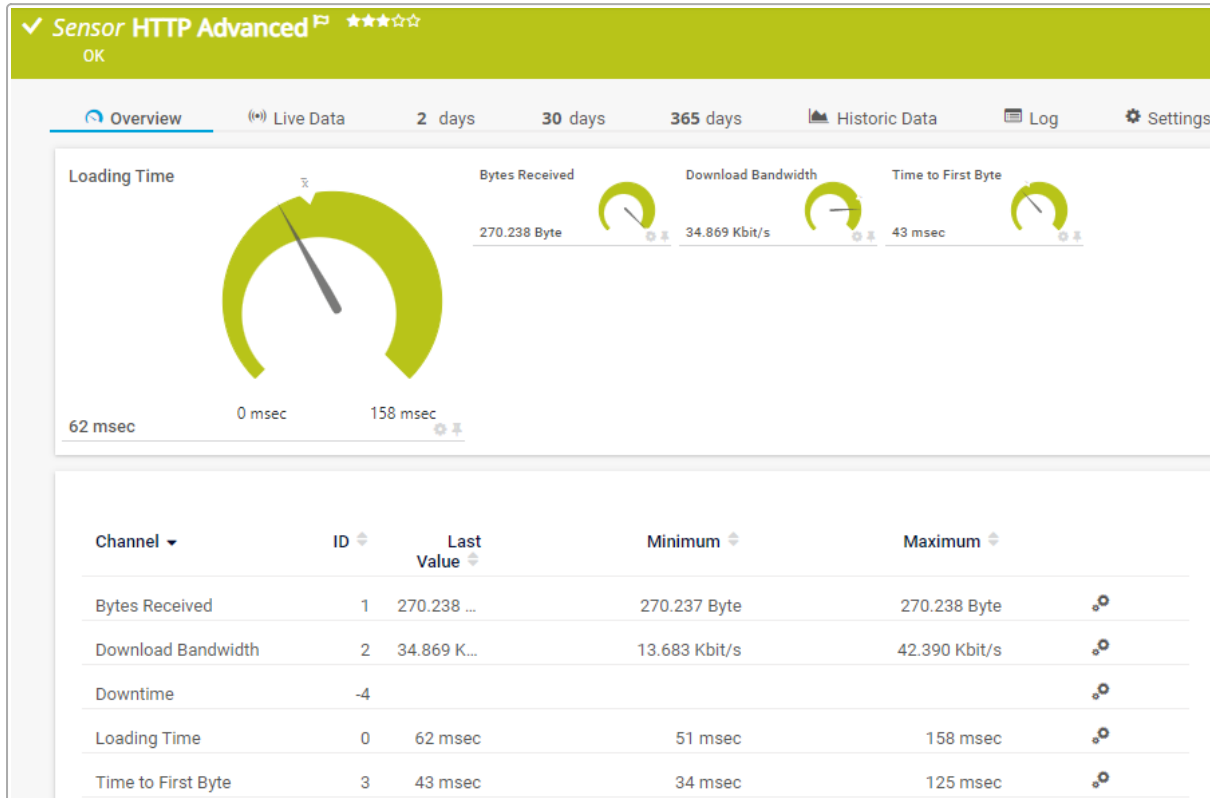 Sensor HTTP Advanced
OK
Overview Live Data 2 days 30 days 365 days Historic Data Log Settings
Loading Time
x̄
0 msec 158 msec
62 msec
Bytes Received
270.238 Byte
Download Bandwidth
34.869 Kbit/s
Time to First Byte
43 msec
Channel ID Last Value Minimum Maximum
Bytes Received 1 270.238 ... 270.237 Byte 270.238 Byte
Download Bandwidth 2 34.869 K... 13.683 Kbit/s 42.390 Kbit/s
Downtime -4
Loading Time 0 62 msec 51 msec 158 msec
Time to First Byte 3 43 msec 34 msec 125 msec